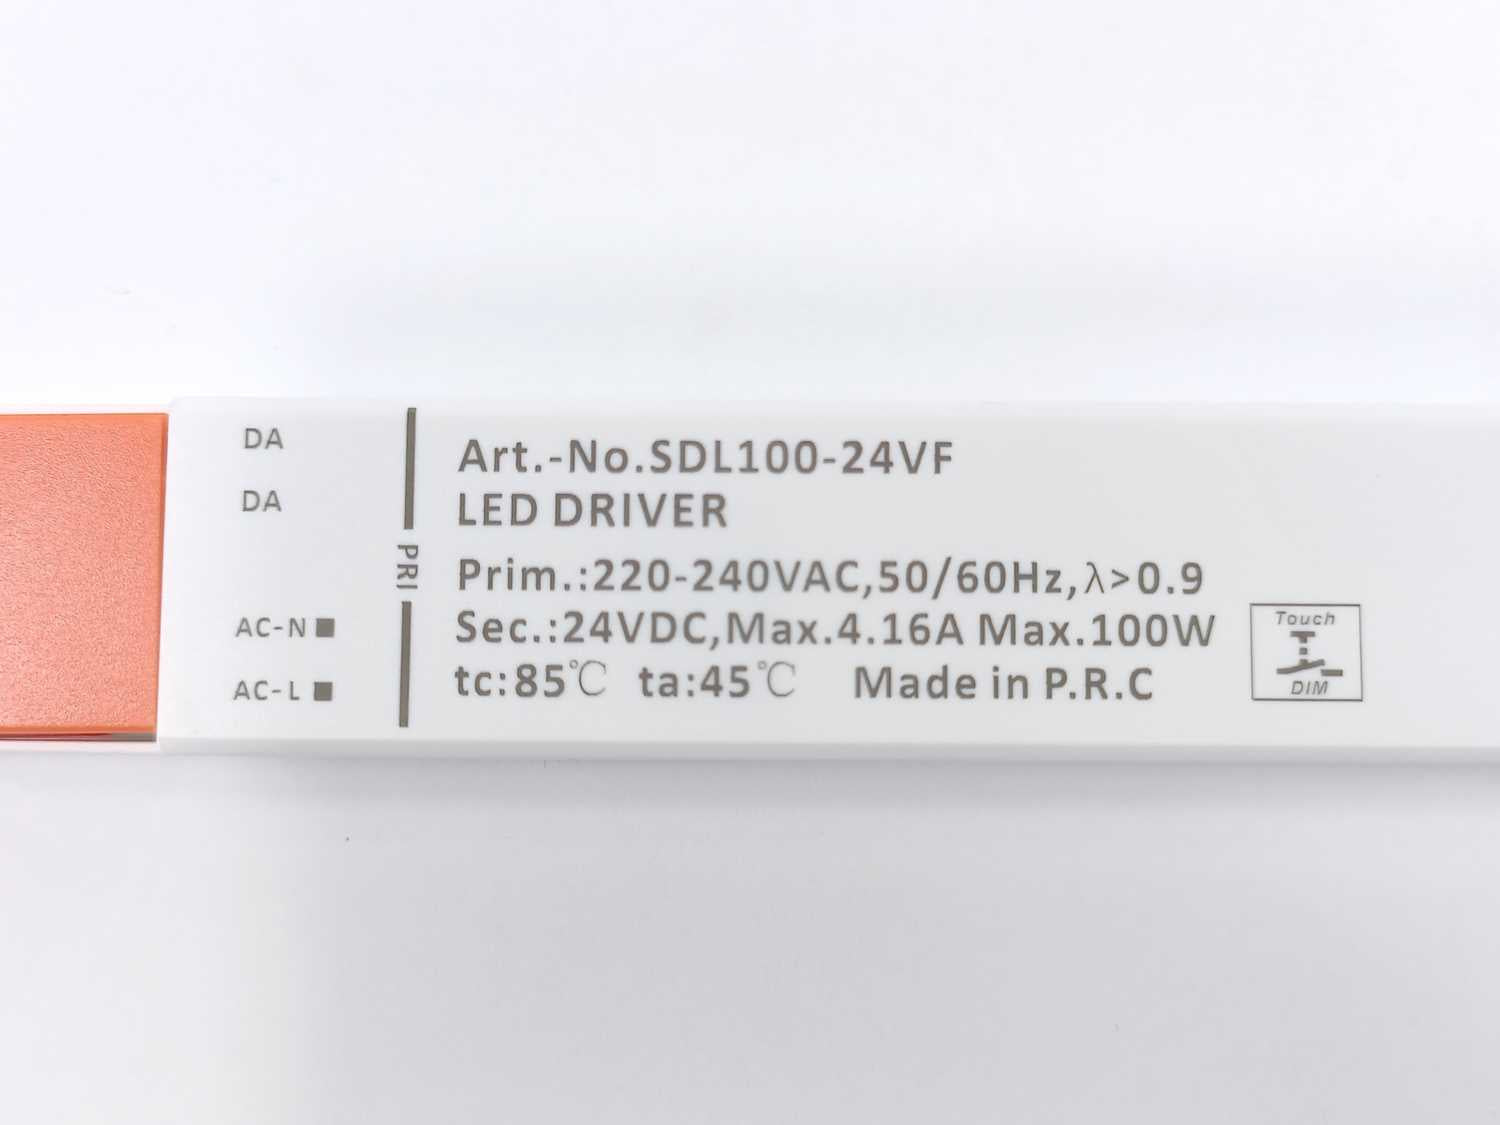 DA
DA
AC-N
AC-L
PRI
Art.-No.SDL100-24VF
LED DRIVER
Prim.:220-240VAC,50/60Hz,λ>0.9
Sec.:24VDC,Max.4.16A Max.100W
tc:85℃ ta:45℃ Made in P.R.C
Touch
DIM